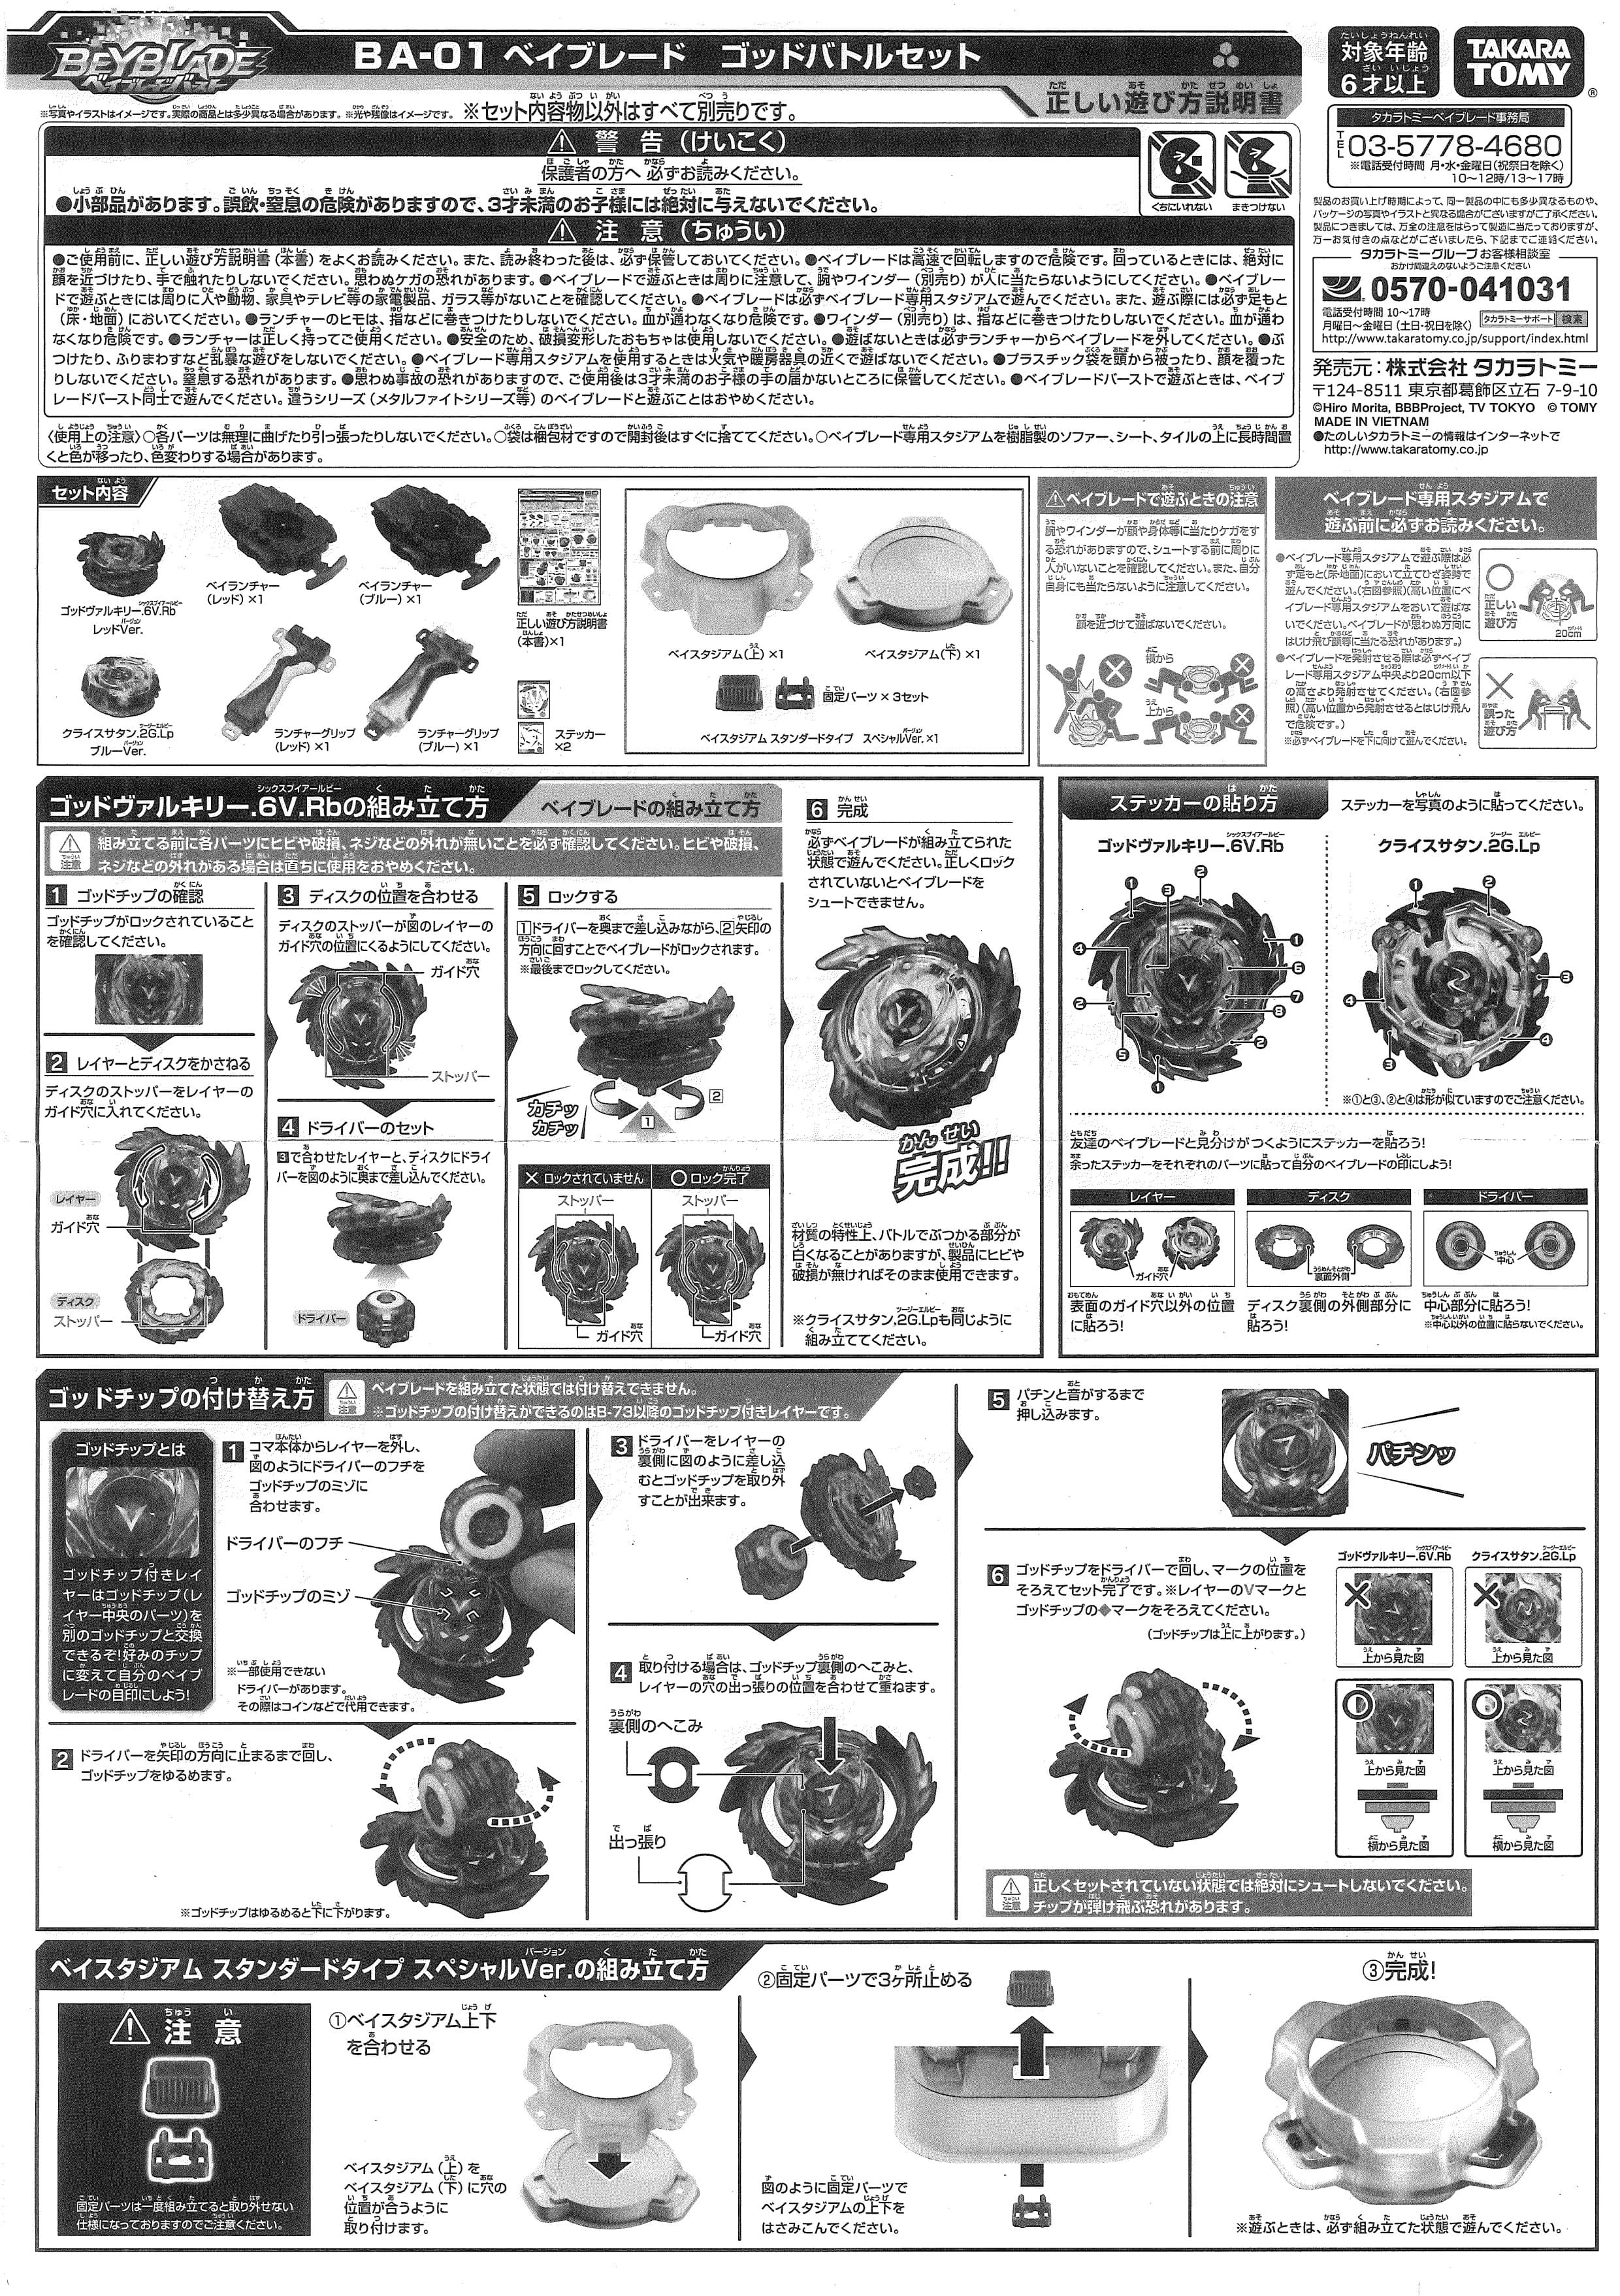 BEYBLADE
ベイブレードバースト
BA-01 ベイブレード ゴッドバトルセット
正しい遊び方説明書
※写真やイラストはイメージです。実際の商品とは多少異なる場合があります。※光や残像はイメージです。
※セット内容物以外はすべて別売りです。
対象年齢
6才以上
TAKARA
TOMY
タカラトミーベイブレード事務局
TEL 03-5778-4680
※電話受付時間 月・水・金曜日(祝祭日を除く)
10～12時/13～17時
警告(けいこく)
保護者の方へ 必ずお読みください。
●小部品があります。誤飲・窒息の危険がありますので、3才未満のお子様には絶対に与えないでください。
くちにいれない
まきつけない
注意(ちゅうい)
●ご使用前に、正しい遊び方説明書(本書)をよくお読みください。また、読み終わった後は、必ず保管しておいてください。●ベイブレードは高速で回転しますので危険です。回っているときには、絶対に
顔を近づけたり、手で触れたりしないでください。思わぬケガの恐れがあります。●ベイブレードで遊ぶときは周りに注意して、腕やワインダー(別売り)が人に当たらないようにしてください。●ベイブレー
ドで遊ぶときには周りに人や動物、家具やテレビ等の家電製品、ガラス等がないことを確認してください。●ベイブレードは必ずベイブレード専用スタジアムで遊んでください。また、遊ぶ際には必ず足もと
(床・地面)においてください。●ランチャーのヒモは、指などに巻きつけたりしないでください。血が通わなくなり危険です。●ワインダー(別売り)は、指などに巻きつけたりしないでください。血が通わ
なくなり危険です。●ランチャーは正しく持ってご使用ください。●安全のため、破損変形したおもちゃは使用しないでください。●遊ばないときは必ずランチャーからベイブレードを外してください。●ぶ
つけたり、ふりまわすなど乱暴な遊びをしないでください。●ベイブレード専用スタジアムを使用するときは火気や暖房器具の近くで遊ばないでください。●プラスチック袋を頭から被ったり、顔を覆った
りしないでください。窒息する恐れがあります。●思わぬ事故の恐れがありますので、ご使用後は3才未満のお子様の手の届かないところに保管してください。●ベイブレードバーストで遊ぶときは、ベイブ
レードバースト同士で遊んでください。違うシリーズ(メタルファイトシリーズ等)のベイブレードと遊ぶことはおやめください。
〈使用上の注意〉○各パーツは無理に曲げたり引っ張ったりしないでください。○袋は梱包材ですので開封後はすぐに捨ててください。○ベイブレード専用スタジアムを樹脂製のソファー、シート、タイルの上に長時間置
くと色が移ったり、色変わりする場合があります。
製品のお買い上げ時期によって、同一製品の中にも多少異なるものや、
パッケージの写真やイラストと異なる場合がございますがご了承ください。
製品につきましては、万全の注意をはらって製造に当たっておりますが、
万一お気付きの点などがございましたら、下記までご連絡ください。
タカラトミーグループ お客様相談室
おかけ間違えのないようご注意ください
0570-041031
電話受付時間 10～17時
月曜日～金曜日(土日・祝日を除く)
タカラトミーサポート 検索
http://www.takaratomy.co.jp/support/index.html
発売元:株式会社 タカラトミー
〒124-8511 東京都葛飾区立石 7-9-10
©Hiro Morita, BBBProject, TV TOKYO © TOMY
MADE IN VIETNAM
●たのしいタカラトミーの情報はインターネットで
http://www.takaratomy.co.jp
セット内容
ゴッドヴァルキリー.6V.Rb
レッドVer.
ベイランチャー
(レッド)×1
ベイランチャー
(ブルー)×1
正しい遊び方説明書
(本書)×1
クライスサタン.2G.Lp
ブルーVer.
ランチャーグリップ
(レッド)×1
ランチャーグリップ
(ブルー)×1
ステッカー
×2
ベイスタジアム(上)×1
ベイスタジアム(下)×1
固定パーツ×3セット
ベイスタジアム スタンダードタイプ スペシャルVer.×1
ベイブレードで遊ぶときの注意
腕やワインダーが顔や身体等に当たりケガをす
る恐れがありますので、シュートする前に周りに
人がいないことを確認してください。また、自分
自身にも当たらないように注意してください。
顔を近づけて遊ばないでください。
横から
上から
ベイブレード専用スタジアムで
遊ぶ前に必ずお読みください。
●ベイブレード専用スタジアムで遊ぶ際は必
ず足もと(床・地面)において立てひざ姿勢で
遊んでください。(右図参照)(高い位置にベ
イブレード専用スタジアムをおいて遊ばな
いでください。ベイブレードが思わぬ方向に
はじけ飛び顔等に当たる恐れがあります。)
●ベイブレードを発射させる際は必ずベイブ
レード専用スタジアム中央より20cm以下
の高さより発射させてください。(右図参
照)(高い位置から発射させるとはじけ飛ん
で危険です。)
※必ずベイブレードを下に向けて遊んでください。
正しい
遊び方
20cm
誤った
遊び方
ゴッドヴァルキリー.6V.Rbの組み立て方
ベイブレードの組み立て方
注意
組み立てる前に各パーツにヒビや破損、ネジなどの外れが無いことを必ず確認してください。ヒビや破損、
ネジなどの外れがある場合は直ちに使用をおやめください。
1 ゴッドチップの確認
ゴッドチップがロックされていること
を確認してください。
2 レイヤーとディスクをかさねる
ディスクのストッパーをレイヤーの
ガイド穴に入れてください。
レイヤー
ガイド穴
ディスク
ストッパー
3 ディスクの位置を合わせる
ディスクのストッパーが図のレイヤーの
ガイド穴の位置にくるようにしてください。
ガイド穴
ストッパー
4 ドライバーのセット
3で合わせたレイヤーと、ディスクにドライ
バーを図のように奥まで差し込んでください。
ドライバー
5 ロックする
1ドライバーを奥まで差し込みながら、2矢印の
方向に回すことでベイブレードがロックされます。
※最後までロックしてください。
カチッ
カチッ
1
2
×ロックされていません
ストッパー
ガイド穴
○ロック完了
ストッパー
ガイド穴
6 完成
必ずベイブレードが組み立てられた
状態で遊んでください。正しくロック
されていないとベイブレードを
シュートできません。
完成!!
材質の特性上、バトルでぶつかる部分が
白くなることがありますが、製品にヒビや
破損が無ければそのまま使用できます。
※クライスサタン.2G.Lpも同じように
組み立ててください。
ステッカーの貼り方
ステッカーを写真のように貼ってください。
ゴッドヴァルキリー.6V.Rb
クライスサタン.2G.Lp
※①と③、②と④は形が似ていますのでご注意ください。
友達のベイブレードと見分けがつくようにステッカーを貼ろう!
余ったステッカーをそれぞれのパーツに貼って自分のベイブレードの印にしよう!
レイヤー
ガイド穴
表面のガイド穴以外の位置
に貼ろう!
ディスク
裏面外側
ディスク裏側の外側部分に
貼ろう!
ドライバー
中心
中心部分に貼ろう!
※中心以外の位置に貼らないでください。
ゴッドチップの付け替え方
注意
ベイブレードを組み立てた状態では付け替えできません。
※ゴッドチップの付け替えができるのはB-73以降のゴッドチップ付きレイヤーです。
ゴッドチップとは
ゴッドチップ付きレイ
ヤーはゴッドチップ(レ
イヤー中央のパーツ)を
別のゴッドチップと交換
できるぞ!好みのチップ
に変えて自分のベイブ
レードの目印にしよう!
1 コマ本体からレイヤーを外し、
図のようにドライバーのフチを
ゴッドチップのミゾに
合わせます。
ドライバーのフチ
ゴッドチップのミゾ
※一部使用できない
ドライバーがあります。
その際はコインなどで代用できます。
2 ドライバーを矢印の方向に止まるまで回し、
ゴッドチップをゆるめます。
※ゴッドチップはゆるめると下に下がります。
3 ドライバーをレイヤーの
裏側に図のように差し込
むとゴッドチップを取り外
すことが出来ます。
4 取り付ける場合は、ゴッドチップ裏側のへこみと、
レイヤーの穴の出っ張りの位置を合わせて重ねます。
裏側のへこみ
出っ張り
5 パチンと音がするまで
押し込みます。
パチンッ
6 ゴッドチップをドライバーで回し、マークの位置を
そろえてセット完了です。※レイヤーのVマークと
ゴッドチップの◆マークをそろえてください。
(ゴッドチップは上に上がります。)
ゴッドヴァルキリー.6V.Rb
クライスサタン.2G.Lp
上から見た図
上から見た図
上から見た図
上から見た図
横から見た図
横から見た図
注意
正しくセットされていない状態では絶対にシュートしないでください。
チップが弾け飛ぶ恐れがあります。
ベイスタジアム スタンダードタイプ スペシャルVer.の組み立て方
注意
固定パーツは一度組み立てると取り外せない
仕様になっておりますのでご注意ください。
①ベイスタジアム上下
を合わせる
ベイスタジアム(上)を
ベイスタジアム(下)に穴の
位置が合うように
取り付けます。
②固定パーツで3ヶ所止める
図のように固定パーツで
ベイスタジアムの上下を
はさみこんでください。
③完成!
※遊ぶときは、必ず組み立てた状態で遊んでください。